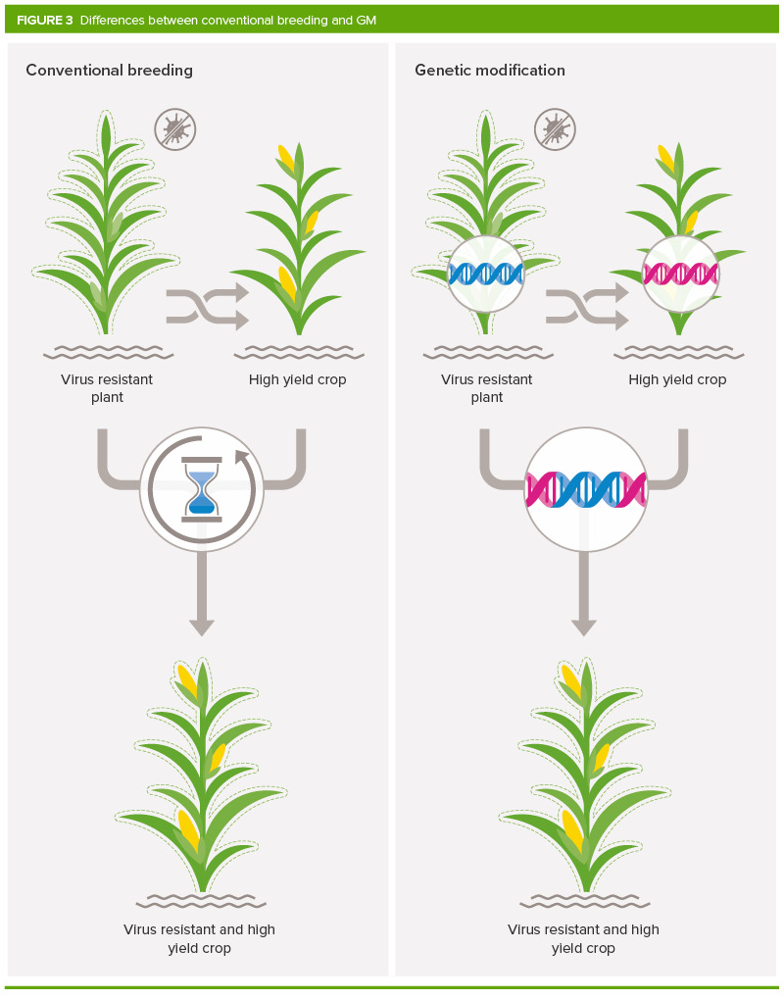 FIGURE 3 Differences between conventional breeding and GM
Conventional breeding
Virus resistant
plant
High yield crop
Virus resistant and high
yield crop
Genetic modification
Virus resistant
plant
High yield crop
Virus resistant and high
yield crop